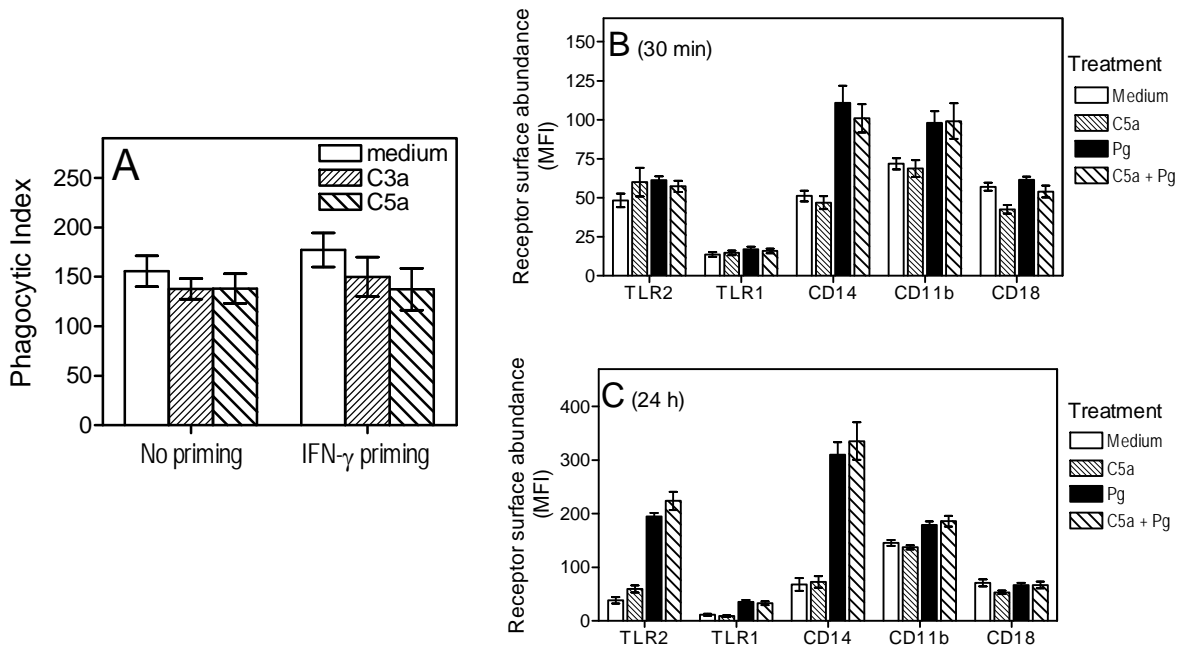 A
medium
C3a
C5a
Phagocytic Index
250
200
150
100
50
0
No priming
IFN-γ priming
B (30 min)
Receptor surface abundance
(MFI)
150
125
100
75
50
25
0
TLR2 TLR1 CD14 CD11b CD18
Treatment
Medium
C5a
Pg
C5a + Pg
C (24 h)
Receptor surface abundance
(MFI)
400
300
200
100
0
TLR2 TLR1 CD14 CD11b CD18
Treatment
Medium
C5a
Pg
C5a + Pg